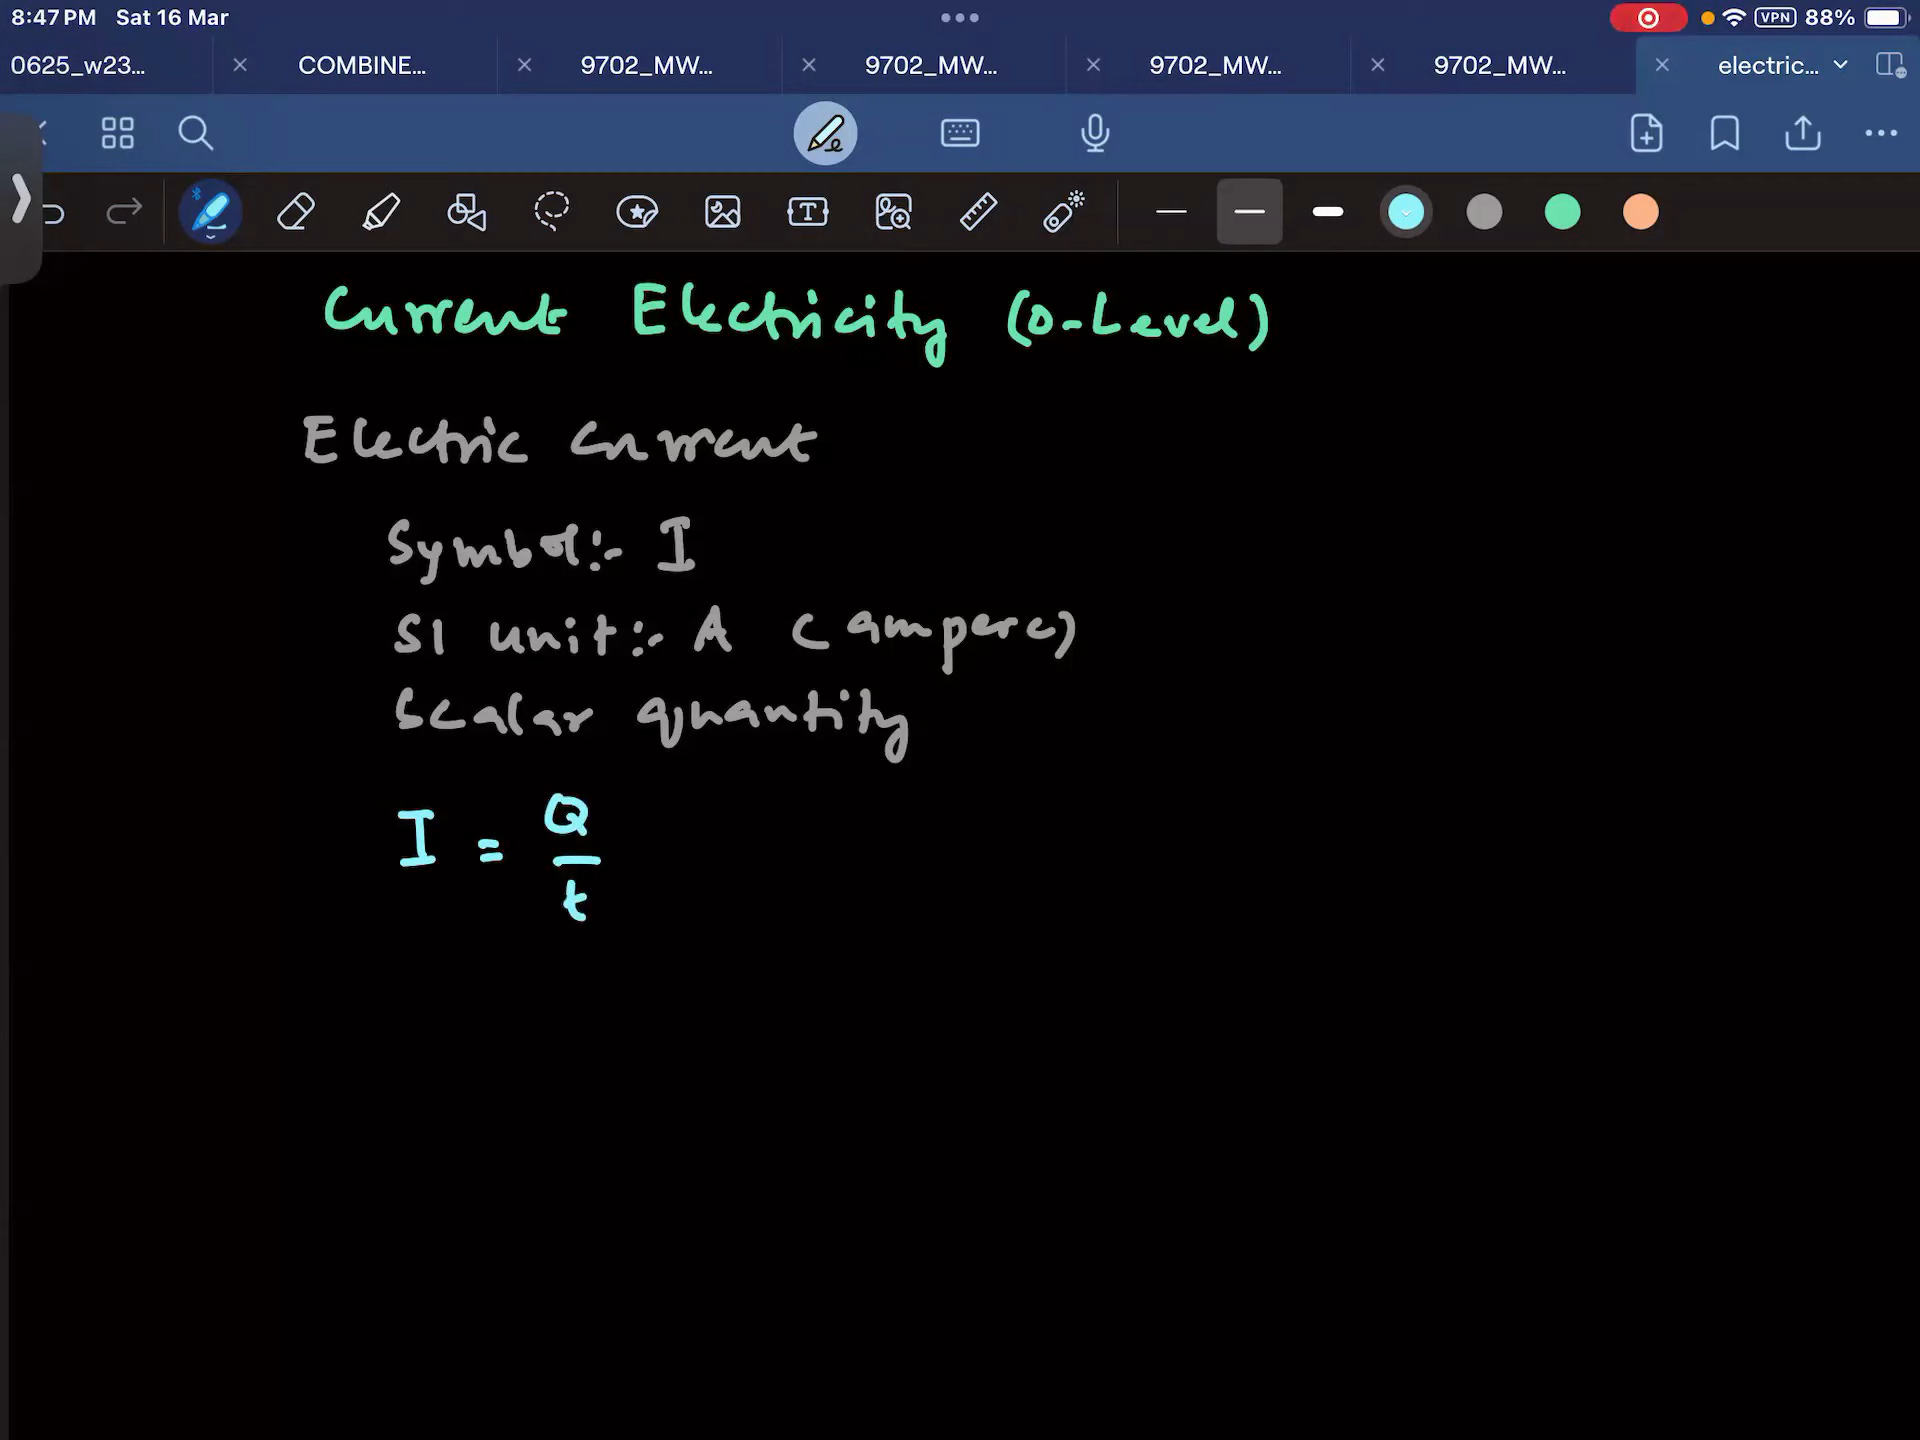 8:47 PM Sat 16 Mar VPN 88%
0625_w23... COMBINE... 9702_MW... 9702_MW... 9702_MW... 9702_MW... electric...
Current Electricity (O-Level)
Electric Current
Symbol:- I
SI unit:- A (ampere)
Scalar quantity
I = Q/t